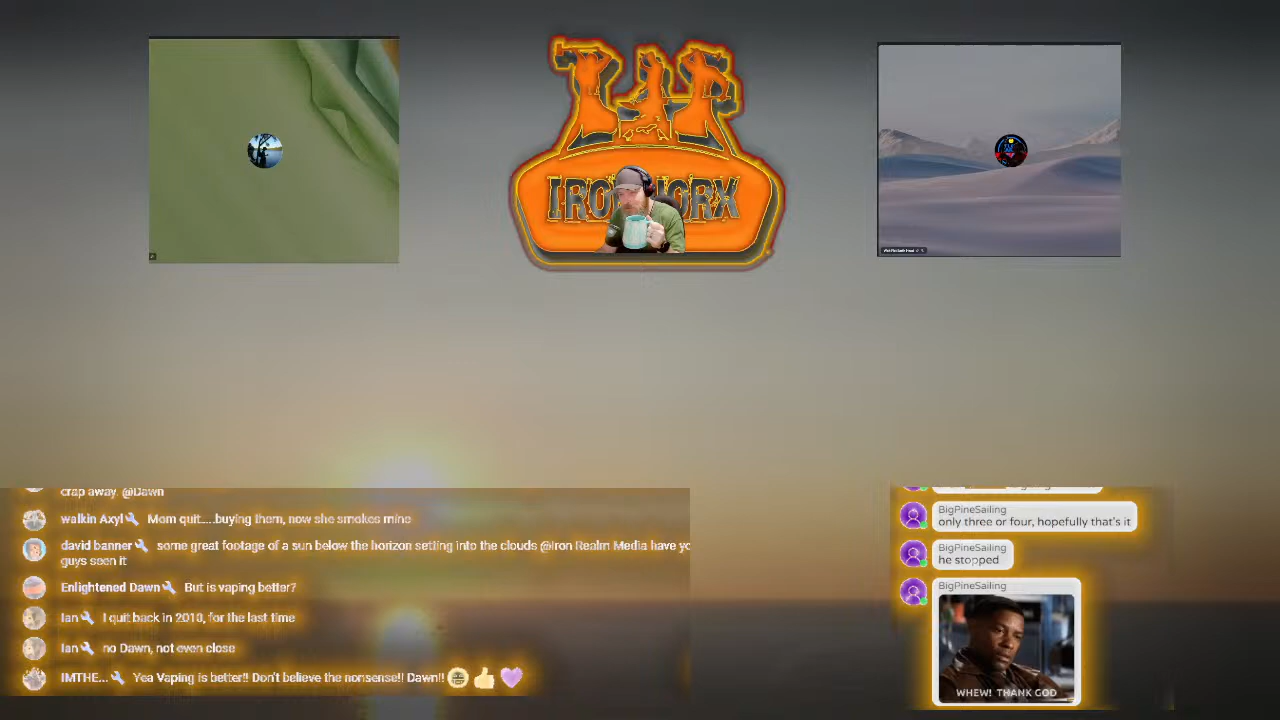 IRON WORX
crap away. @Dawn
walkin Axyl Mom quit.....buying them, now she smokes mine
david banner some great footage of a sun below the horizon setting into the clouds @Iron Realm Media have yo
guys seen it
Enlightened Dawn But is vaping better?
Ian I quit back in 2010, for the last time
Ian no Dawn, not even close
IMTHE... Yea Vaping is better!! Don't believe the nonsense!! Dawn!!
BigPineSailing
only three or four, hopefully that's it
BigPineSailing
he stopped
BigPineSailing
WHEW! THANK GOD